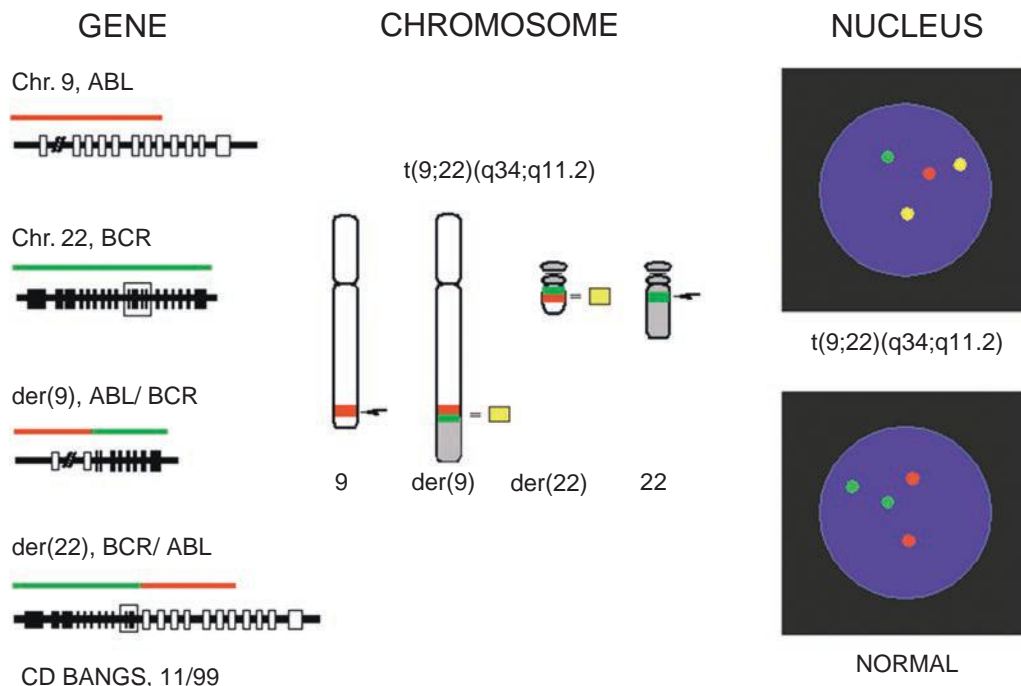 GENE
CHROMOSOME
NUCLEUS
Chr. 9, ABL
t(9;22)(q34;q11.2)
Chr. 22, BCR
=
=
t(9;22)(q34;q11.2)
der(9), ABL/ BCR
9
der(9)
der(22)
22
der(22), BCR/ ABL
CD BANGS, 11/99
NORMAL